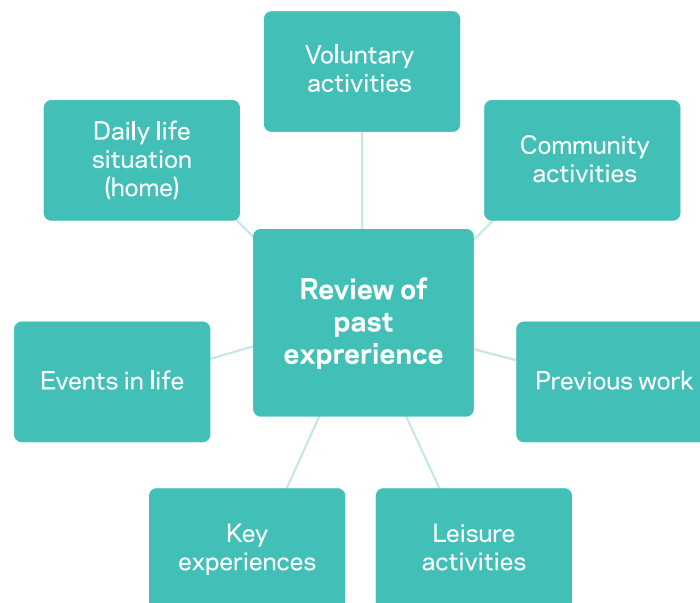 Voluntary
activities
Daily life
situation
(home)
Community
activities
Review of
past
exprerience
Events in life
Previous work
Key
experiences
Leisure
activities